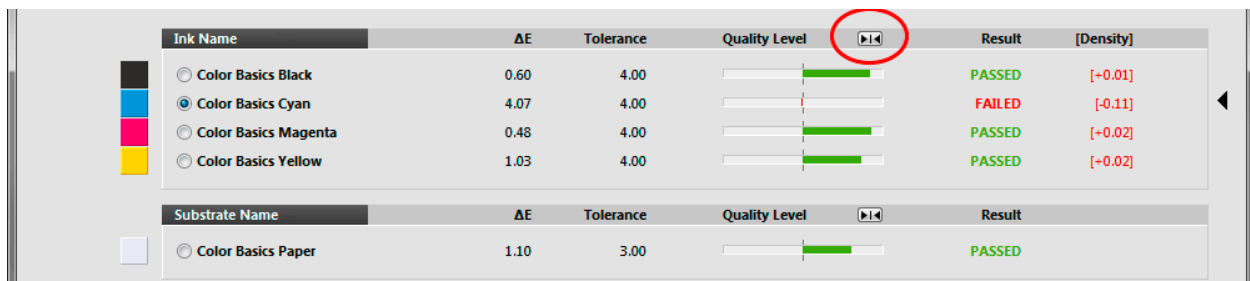 Ink Name ΔE Tolerance Quality Level Result [Density]
Color Basics Black 0.60 4.00 PASSED [+0.01]
Color Basics Cyan 4.07 4.00 FAILED [-0.11]
Color Basics Magenta 0.48 4.00 PASSED [+0.02]
Color Basics Yellow 1.03 4.00 PASSED [+0.02]
Substrate Name ΔE Tolerance Quality Level Result
Color Basics Paper 1.10 3.00 PASSED